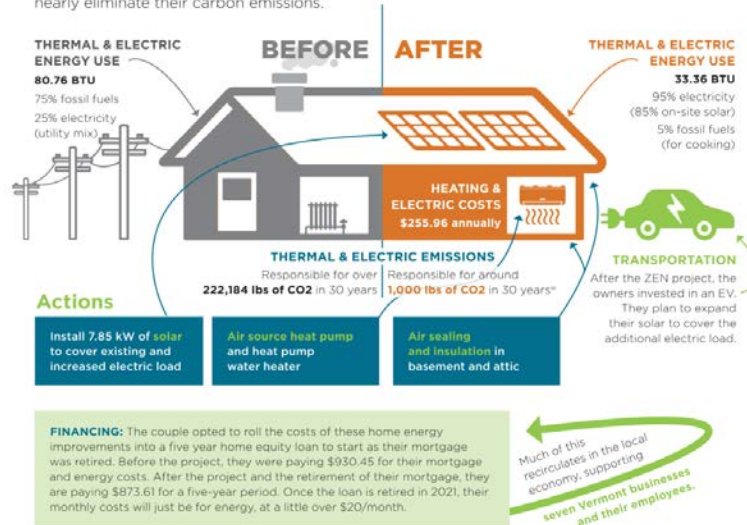 nearly eliminate their carbon emissions.
THERMAL & ELECTRIC
ENERGY USE
80.76 BTU
75% fossil fuels
25% electricity
(utility mix)
BEFORE
AFTER
THERMAL & ELECTRIC
ENERGY USE
33.36 BTU
95% electricity
(85% on-site solar)
5% fossil fuels
(for cooking)
HEATING &
ELECTRIC COSTS
$255.96 annually
THERMAL & ELECTRIC EMISSIONS
Responsible for over
222,184 lbs of CO2 in 30 years
Responsible for around
1,000 lbs of CO2 in 30 years*
TRANSPORTATION
After the ZEN project, the
owners invested in an EV.
They plan to expand
their solar to cover the
additional electric load.
Actions
Install 7.85 kW of solar
to cover existing and
increased electric load
Air source heat pump
and heat pump
water heater
Air sealing
and insulation in
basement and attic
FINANCING: The couple opted to roll the costs of these home energy
improvements into a five year home equity loan to start as their mortgage
was retired. Before the project, they were paying $930.45 for their mortgage
and energy costs. After the project and the retirement of their mortgage, they
are paying $873.61 for a five-year period. Once the loan is retired in 2021, their
monthly costs will just be for energy, at a little over $20/month.
Much of this
recirculates in the local
economy, supporting
seven Vermont businesses
and their employees.